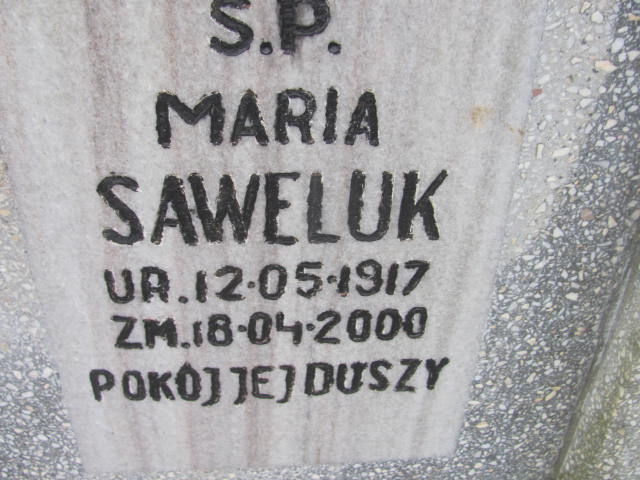 Ś.P.
MARIA
SAWELUK
UR.12·05·1917
ZM.18·04·2000
POKÓJ JEJ DUSZY